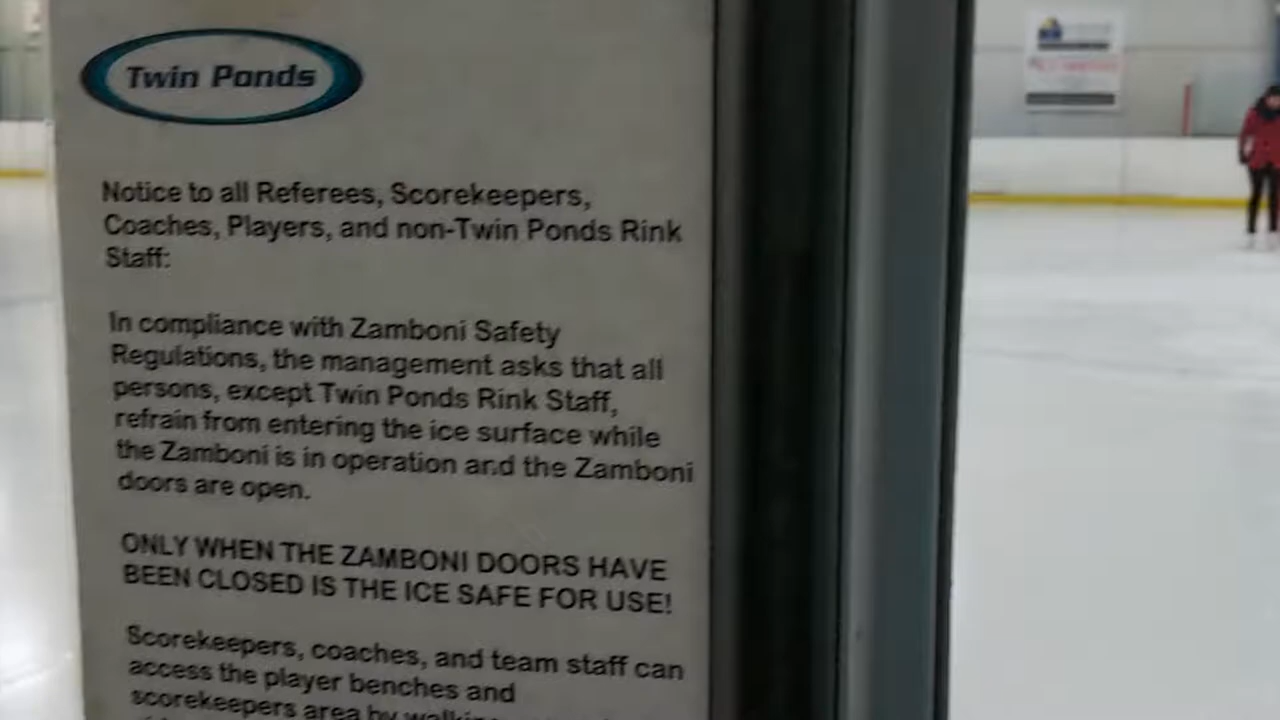 Twin Ponds
Notice to all Referees, Scorekeepers,
Coaches, Players, and non-Twin Ponds Rink
Staff:
In compliance with Zamboni Safety
Regulations, the management asks that all
persons, except Twin Ponds Rink Staff,
refrain from entering the ice surface while
the Zamboni is in operation and the Zamboni
doors are open.
ONLY WHEN THE ZAMBONI DOORS HAVE
BEEN CLOSED IS THE ICE SAFE FOR USE!
Scorekeepers, coaches, and team staff can
access the player benches and
scorekeepers area by walking